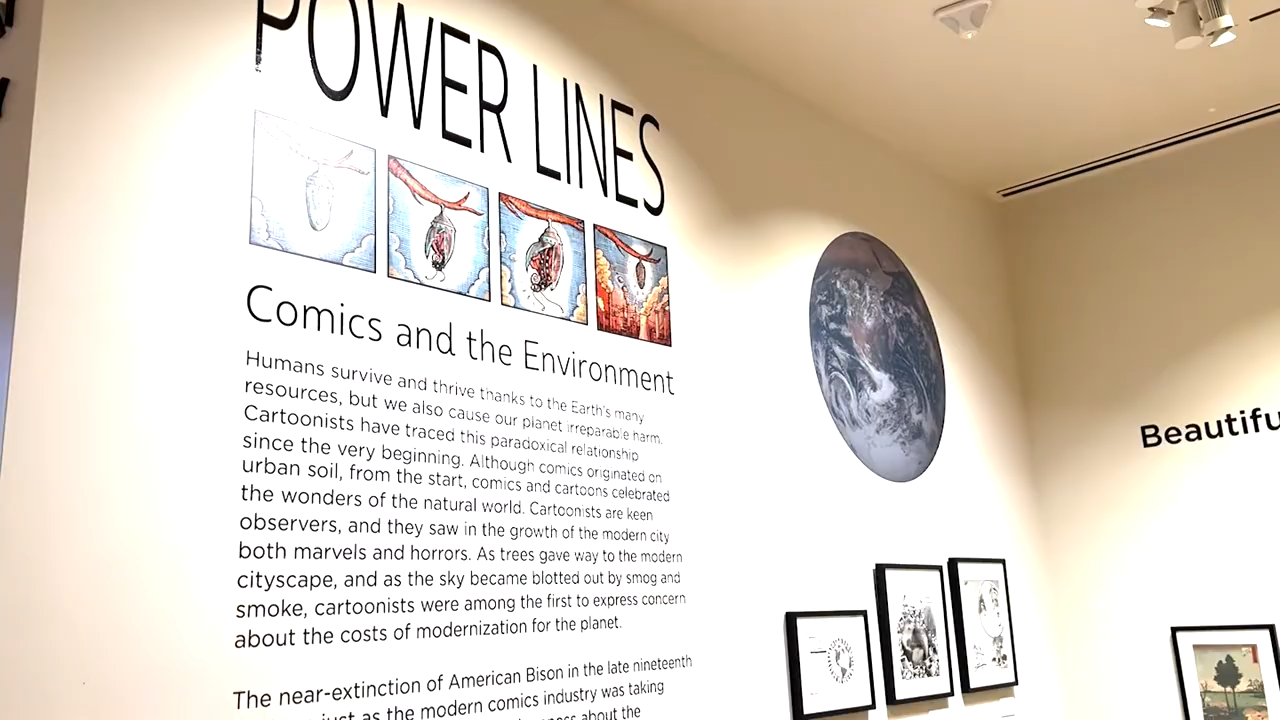 POWER LINES
Comics and the Environment
Humans survive and thrive thanks to the Earth's many
resources, but we also cause our planet irreparable harm.
Cartoonists have traced this paradoxical relationship
since the very beginning. Although comics originated on
urban soil, from the start, comics and cartoons celebrated
the wonders of the natural world. Cartoonists are keen
observers, and they saw in the growth of the modern city
both marvels and horrors. As trees gave way to the modern
cityscape, and as the sky became blotted out by smog and
smoke, cartoonists were among the first to express concern
about the costs of modernization for the planet.
The near-extinction of American Bison in the late nineteenth
just as the modern comics industry was taking
about the
Beautifu